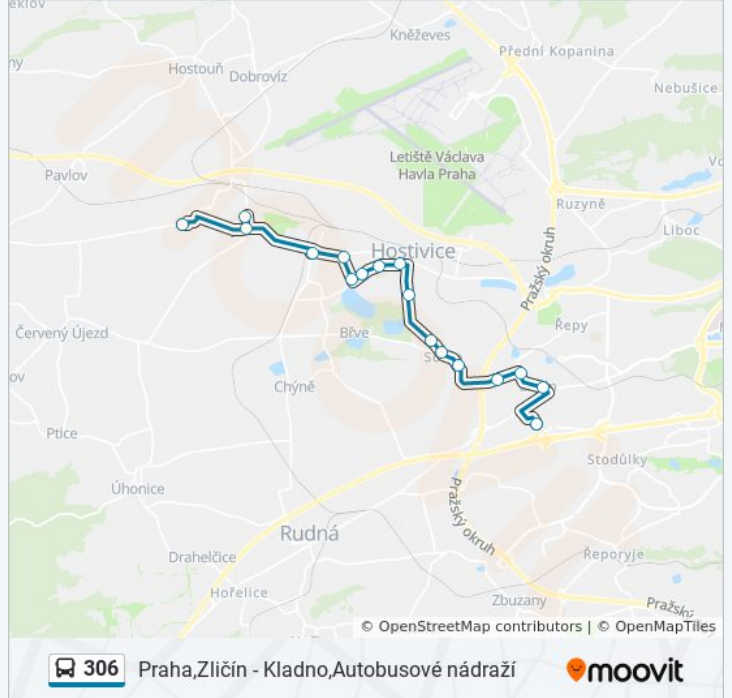 Kněževes
Přední Kopanina
Hostouň
Dobrovíz
Nebušice
Letiště Václava
Havla Praha
Pavlov
Ruzyně
Liboc
Hostivice
Pražský okruh
Červený Újezd
Břve
Řepy
Chýně
Ptice
Stodůlky
Úhonice
Pražský okruh
Rudná
Drahelčice
Řeporyje
Hořelice
Zbuzany
Pražský
© OpenStreetMap contributors | © OpenMapTiles
306 Praha,Zličín - Kladno,Autobusové nádraží moovit